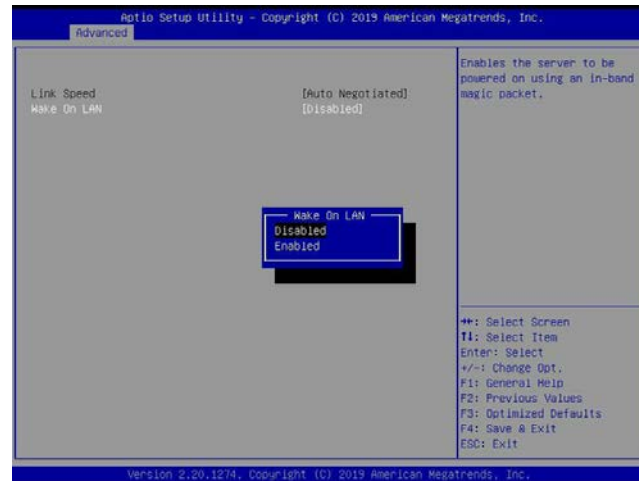 Aptio Setup Utility - Copyright (C) 2019 American Megatrends, Inc.
Advanced
Link Speed [Auto Negotiated]
Wake On LAN [Disabled]
Wake On LAN
Disabled
Enabled
Enables the server to be
powered on using an in-band
magic packet.
→←: Select Screen
↑↓: Select Item
Enter: Select
+/-: Change Opt.
F1: General Help
F2: Previous Values
F3: Optimized Defaults
F4: Save & Exit
ESC: Exit
Version 2.20.1274. Copyright (C) 2019 American Megatrends, Inc.